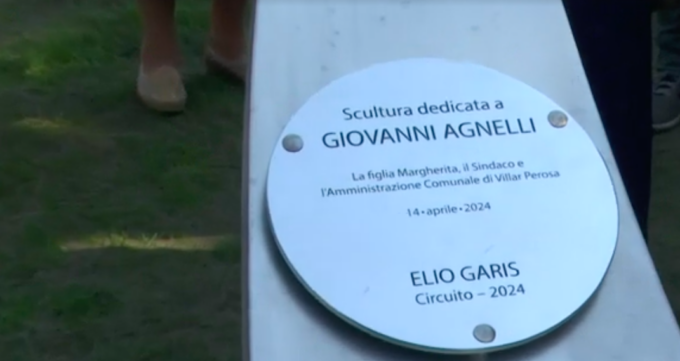 Scultura dedicata a
GIOVANNI AGNELLI
La figlia Margherita, il Sindaco e
l'Amministrazione Comunale di Villar Perosa
14•aprile•2024
ELIO GARIS
Circuito – 2024